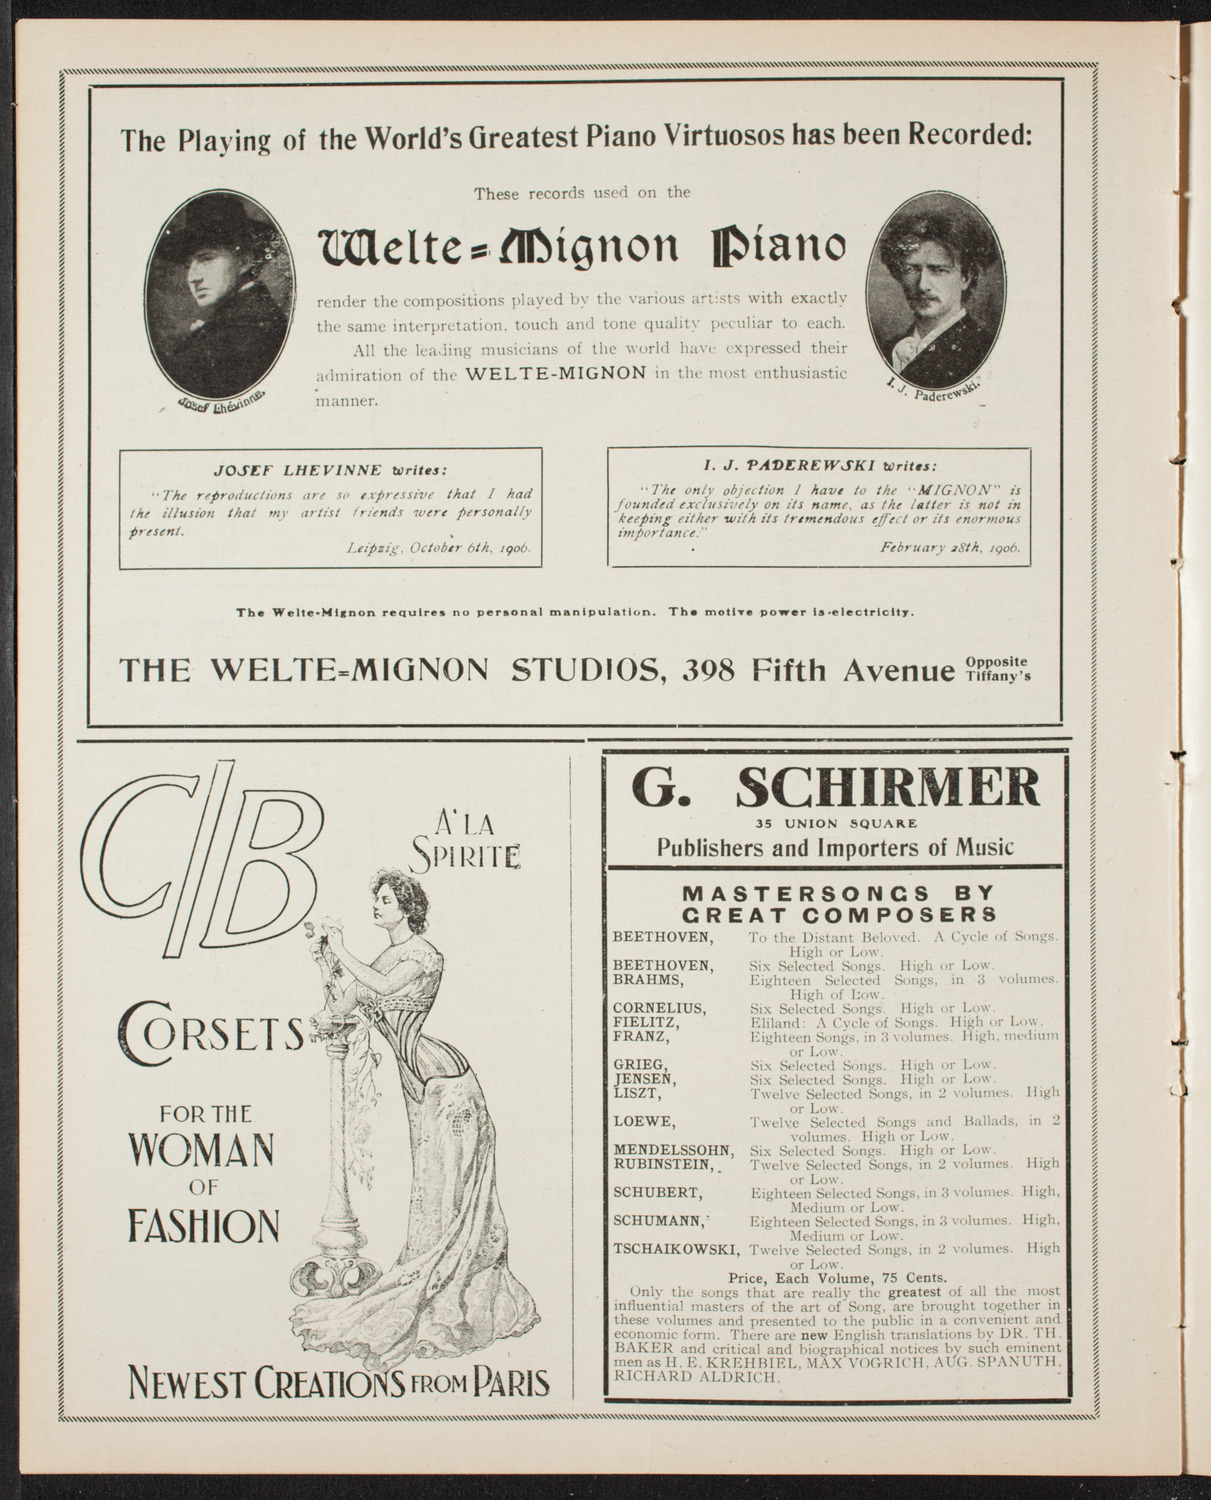 The Playing of the World's Greatest Piano Virtuosos has been Recorded:
These records used on the
Welte=Mignon Piano
render the compositions played by the various artists with exactly
the same interpretation, touch and tone quality peculiar to each.
All the leading musicians of the world have expressed their
admiration of the WELTE-MIGNON in the most enthusiastic
manner.
Josef Lhévinne.
I. J. Paderewski.
JOSEF LHEVINNE writes:
"The reproductions are so expressive that I had
the illusion that my artist friends were personally
present.
Leipzig, October 6th, 1906.
I. J. PADEREWSKI writes:
"The only objection I have to the "MIGNON" is
founded exclusively on its name, as the latter is not in
keeping either with its tremendous effect or its enormous
importance."
February 28th, 1906.
The Welte-Mignon requires no personal manipulation. The motive power is electricity.
THE WELTE=MIGNON STUDIOS, 398 Fifth Avenue Opposite
Tiffany's
C/B
A' LA
SPIRITE
CORSETS
FOR THE
WOMAN
OF
FASHION
NEWEST CREATIONS FROM PARIS
G. SCHIRMER
35 UNION SQUARE
Publishers and Importers of Music
MASTERSONGS BY
GREAT COMPOSERS
BEETHOVEN, To the Distant Beloved. A Cycle of Songs.
High or Low.
BEETHOVEN, Six Selected Songs. High or Low.
BRAHMS, Eighteen Selected Songs, in 3 volumes.
High of Low.
CORNELIUS, Six Selected Songs. High or Low.
FIELITZ, Eliland: A Cycle of Songs. High or Low.
FRANZ, Eighteen Songs, in 3 volumes. High, medium
or Low.
GRIEG, Six Selected Songs. High or Low.
JENSEN, Six Selected Songs. High or Low.
LISZT, Twelve Selected Songs, in 2 volumes. High
or Low.
LOEWE, Twelve Selected Songs and Ballads, in 2
volumes. High or Low.
MENDELSSOHN, Six Selected Songs. High or Low.
RUBINSTEIN, Twelve Selected Songs, in 2 volumes. High
or Low.
SCHUBERT, Eighteen Selected Songs, in 3 volumes. High,
Medium or Low.
SCHUMANN, Eighteen Selected Songs, in 3 volumes. High,
Medium or Low.
TSCHAIKOWSKI, Twelve Selected Songs, in 2 volumes. High
or Low.
Price, Each Volume, 75 Cents.
Only the songs that are really the greatest of all the most
influential masters of the art of Song, are brought together in
these volumes and presented to the public in a convenient and
economic form. There are new English translations by DR. TH.
BAKER and critical and biographical notices by such eminent
men as H. E. KREHBIEL, MAX VOGRICH, AUG. SPANUTH,
RICHARD ALDRICH.